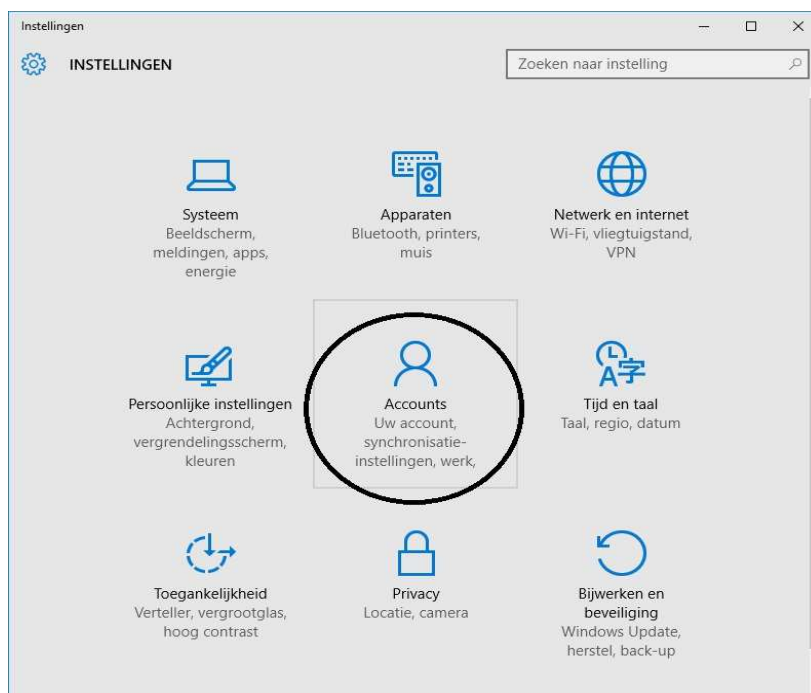 Instellingen
INSTELLINGEN
Zoeken naar instelling
Systeem
Beeldscherm,
meldingen, apps,
energie
Apparaten
Bluetooth, printers,
muis
Netwerk en internet
Wi-Fi, vliegtuigstand,
VPN
Persoonlijke instellingen
Achtergrond,
vergrendelingsscherm,
kleuren
Accounts
Uw account,
synchronisatie-
instellingen, werk,
A字
Tijd en taal
Taal, regio, datum
Toegankelijkheid
Verteller, vergrootglas,
hoog contrast
Privacy
Locatie, camera
Bijwerken en
beveiliging
Windows Update,
herstel, back-up